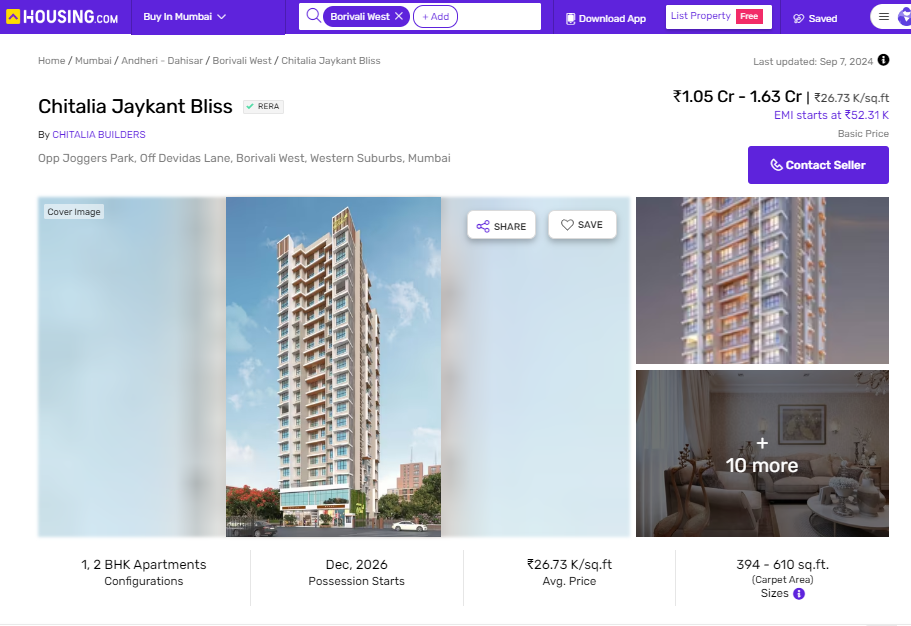 HOUSING.COM
Buy In Mumbai
Borivali West
+ Add
Download App
List Property Free
Saved
Home / Mumbai / Andheri - Dahisar / Borivali West / Chitalia Jaykant Bliss
Last updated: Sep 7, 2024
Chitalia Jaykant Bliss
RERA
₹1.05 Cr - 1.63 Cr | ₹26.73 K/sq.ft
EMI starts at ₹52.31 K
By CHITALIA BUILDERS
Basic Price
Opp Joggers Park, Off Devidas Lane, Borivali West, Western Suburbs, Mumbai
Contact Seller
Cover Image
SHARE
SAVE
+
10 more
1, 2 BHK Apartments
Configurations
Dec, 2026
Possession Starts
₹26.73 K/sq.ft
Avg. Price
394 - 610 sq.ft.
(Carpet Area)
Sizes